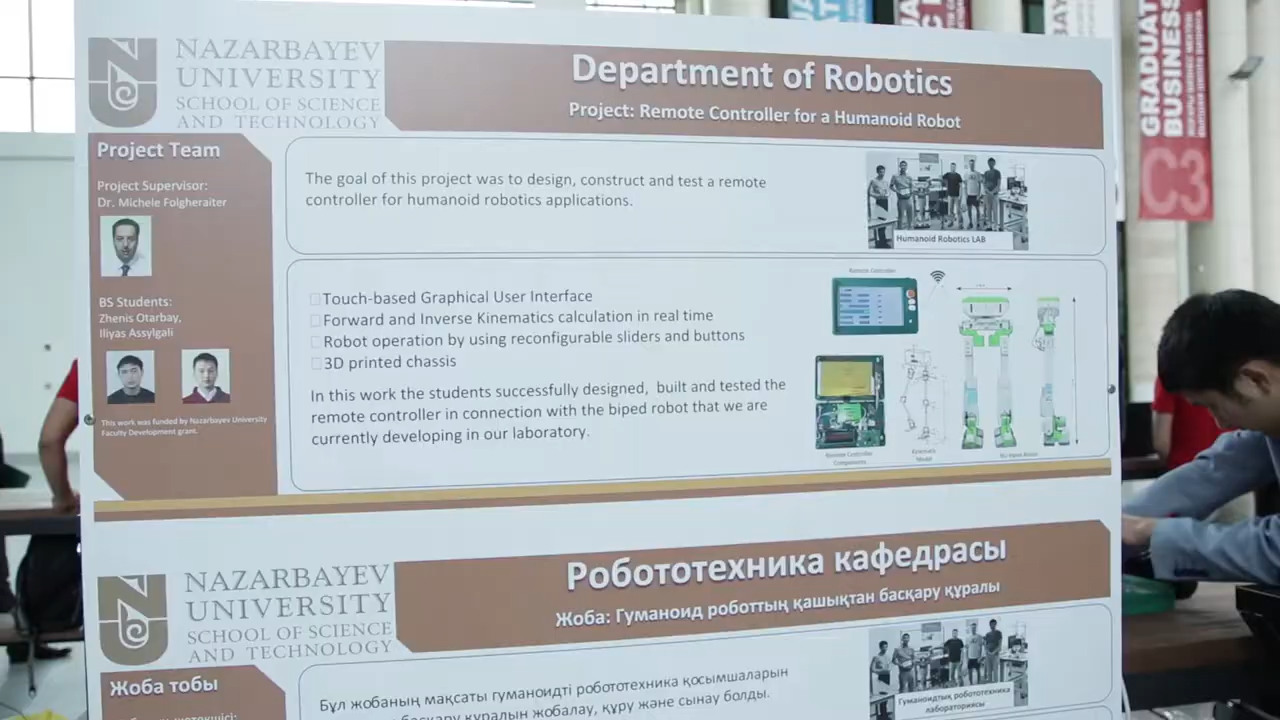 NAZARBAYEV
UNIVERSITY
SCHOOL OF SCIENCE
AND TECHNOLOGY
Department of Robotics
Project: Remote Controller for a Humanoid Robot
Project Team
Project Supervisor:
Dr. Michele Folgheraiter
BS Students:
Zhenis Otarbay,
Iliyas Assylgali
This work was funded by Nazarbayev University
Faculty Development grant.
The goal of this project was to design, construct and test a remote
controller for humanoid robotics applications.
Humanoid Robotics LAB
Touch-based Graphical User Interface
Forward and Inverse Kinematics calculation in real time
Robot operation by using reconfigurable sliders and buttons
3D printed chassis
In this work the students successfully designed, built and tested the
remote controller in connection with the biped robot that we are
currently developing in our laboratory.
Remote Controller
Remote Controller
Components
Kinematic
Model
NAZARBAYEV
UNIVERSITY
SCHOOL OF SCIENCE
AND TECHNOLOGY
Робототехника кафедрасы
Жоба: Гуманоид роботтың қашықтан басқару құралы
Жоба тобы
Бұл жобаның мақсаты гуманоидті робототехника қосымшаларын
басқару құралын жобалау, құру және сынау болды.
Гуманоидтық робототехника
лабораториясы
GRADUAT
BUSINESS
C3